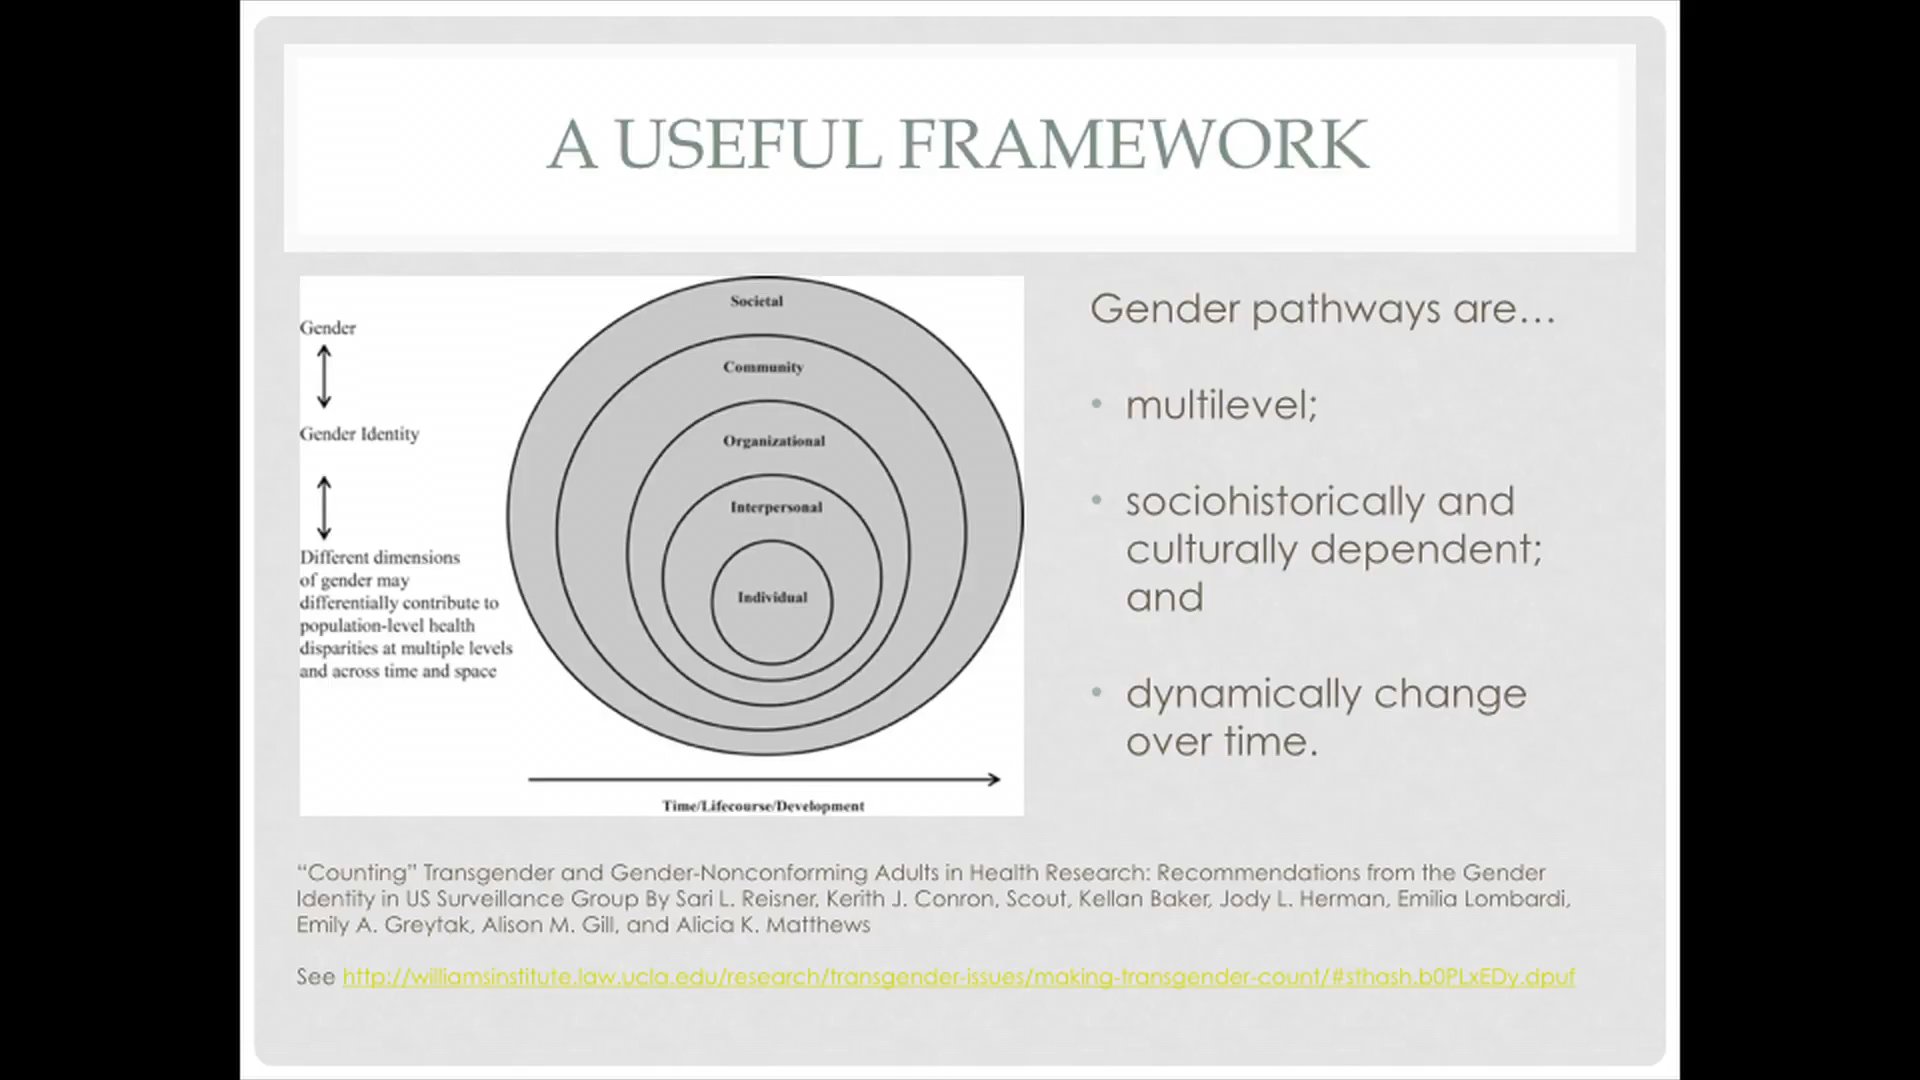 A USEFUL FRAMEWORK
Gender
Gender Identity
Different dimensions
of gender may
differentially contribute to
population-level health
disparities at multiple levels
and across time and space
Societal
Community
Organizational
Interpersonal
Individual
Time/Lifecourse/Development
Gender pathways are…
• multilevel;
• sociohistorically and
culturally dependent;
and
• dynamically change
over time.
“Counting” Transgender and Gender-Nonconforming Adults in Health Research: Recommendations from the Gender
Identity in US Surveillance Group By Sari L. Reisner, Kerith J. Conron, Scout, Kellan Baker, Jody L. Herman, Emilia Lombardi,
Emily A. Greytak, Alison M. Gill, and Alicia K. Matthews
See http://williamsinstitute.law.ucla.edu/research/transgender-issues/making-transgender-count/#sthash.b0PLxEDy.dpuf